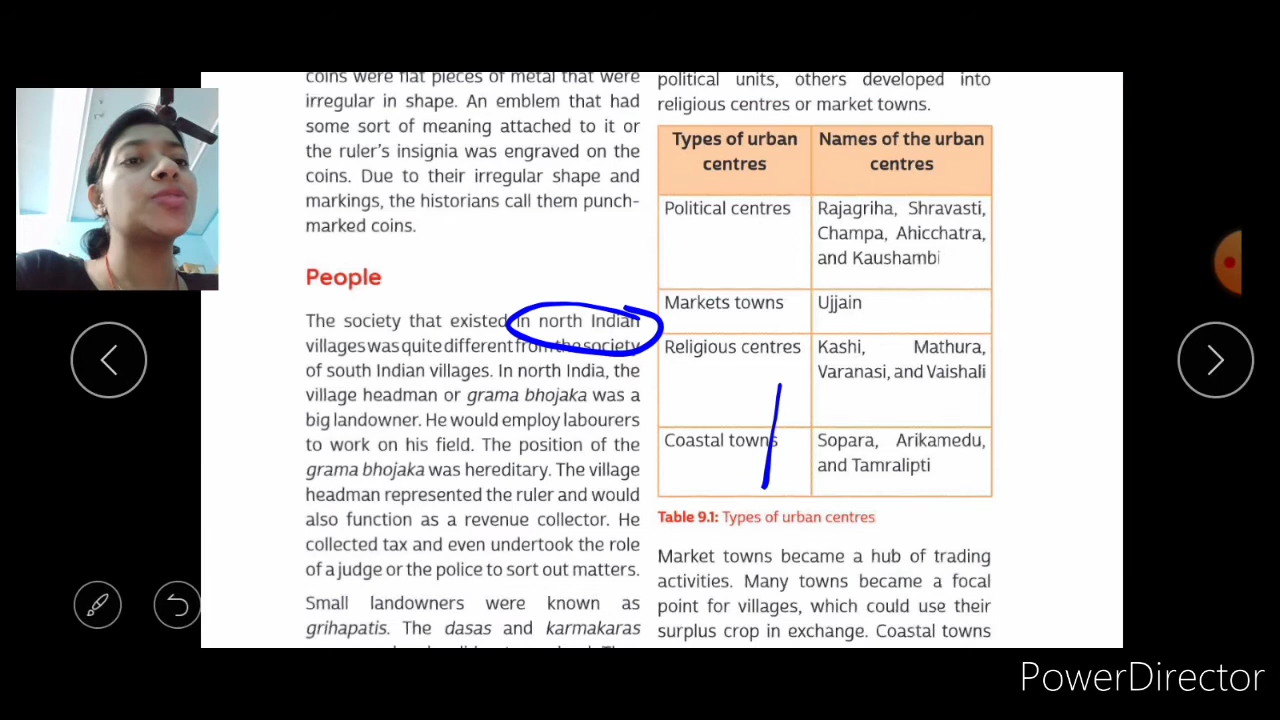 coins were flat pieces of metal that were
irregular in shape. An emblem that had
some sort of meaning attached to it or
the ruler's insignia was engraved on the
coins. Due to their irregular shape and
markings, the historians call them punch-
marked coins.
People
The society that existed in north Indian
villages was quite different from the society
of south Indian villages. In north India, the
village headman or grama bhojaka was a
big landowner. He would employ labourers
to work on his field. The position of the
grama bhojaka was hereditary. The village
headman represented the ruler and would
also function as a revenue collector. He
collected tax and even undertook the role
of a judge or the police to sort out matters.
Small landowners were known as
grihapatis. The dasas and karmakaras
political units, others developed into
religious centres or market towns.
Types of urban centres
Names of the urban centres
Political centres
Rajagriha, Shravasti,
Champa, Ahicchatra,
and Kaushambi
Markets towns
Ujjain
Religious centres
Kashi, Mathura,
Varanasi, and Vaishali
Coastal towns
Sopara, Arikamedu,
and Tamralipti
Table 9.1: Types of urban centres
Market towns became a hub of trading
activities. Many towns became a focal
point for villages, which could use their
surplus crop in exchange. Coastal towns
PowerDirector